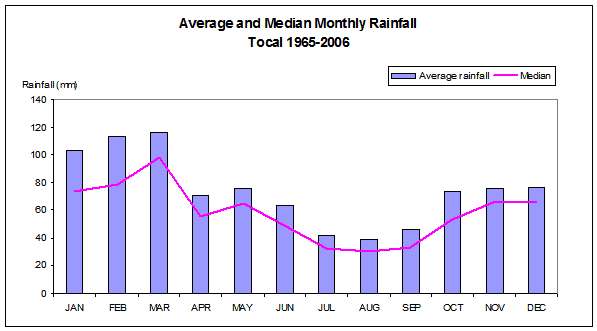 Average and Median Monthly Rainfall
Tocal 1965-2006
Average rainfall
Median
Rainfall (mm)
140
120
100
80
60
40
20
0
JAN FEB MAR APR MAY JUN JUL AUG SEP OCT NOV DEC